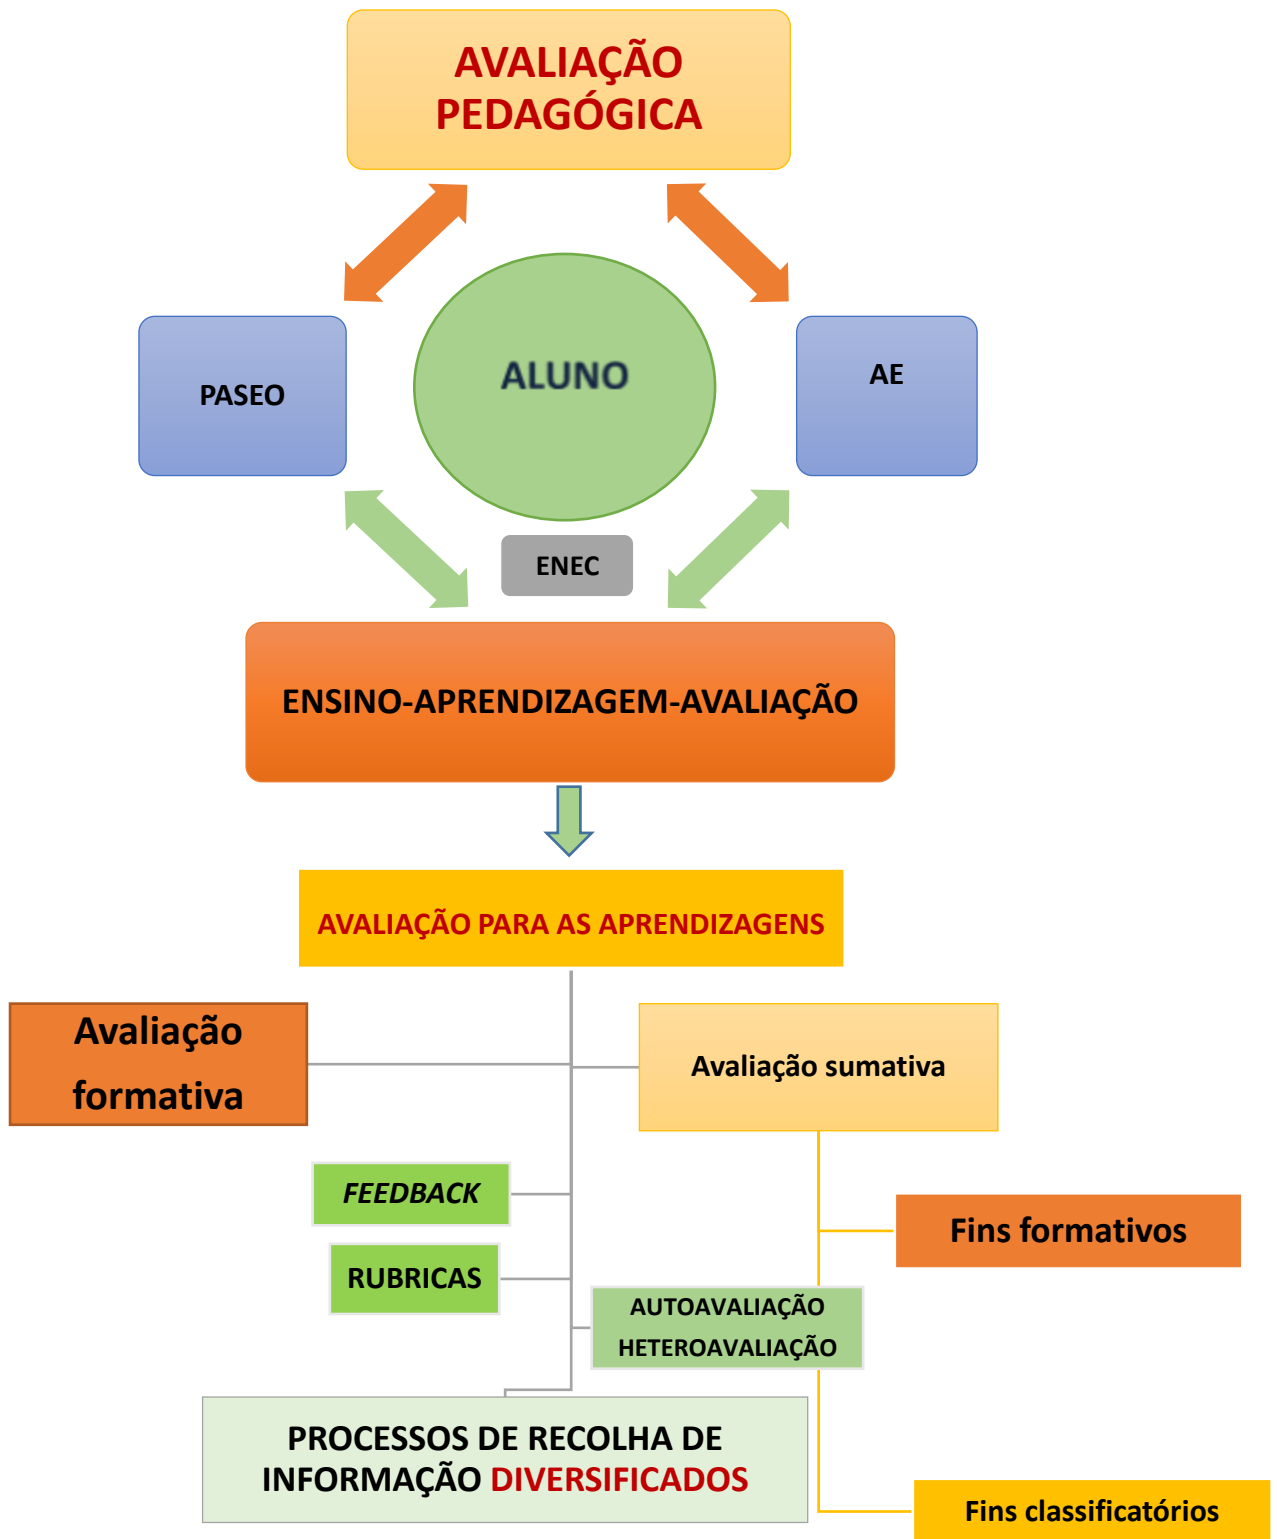 AVALIAÇÃO
PEDAGÓGICA
PASEO
ALUNO
AE
ENEC
ENSINO-APRENDIZAGEM-AVALIAÇÃO
AVALIAÇÃO PARA AS APRENDIZAGENS
Avaliação
formativa
Avaliação sumativa
FEEDBACK
Fins formativos
RUBRICAS
AUTOAVALIAÇÃO
HETEROAVALIAÇÃO
PROCESSOS DE RECOLHA DE
INFORMAÇÃO DIVERSIFICADOS
Fins classificatórios